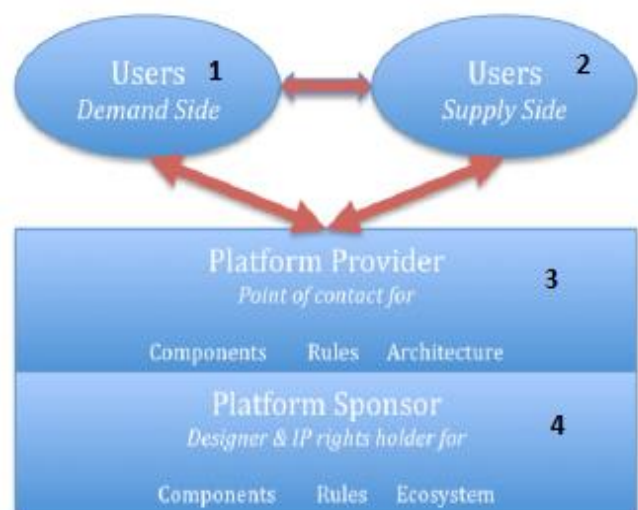 Users 1
Demand Side
Users 2
Supply Side
Platform Provider
Point of contact for
3
Components Rules Architecture
Platform Sponsor
Designer & IP rights holder for
4
Components Rules Ecosystem